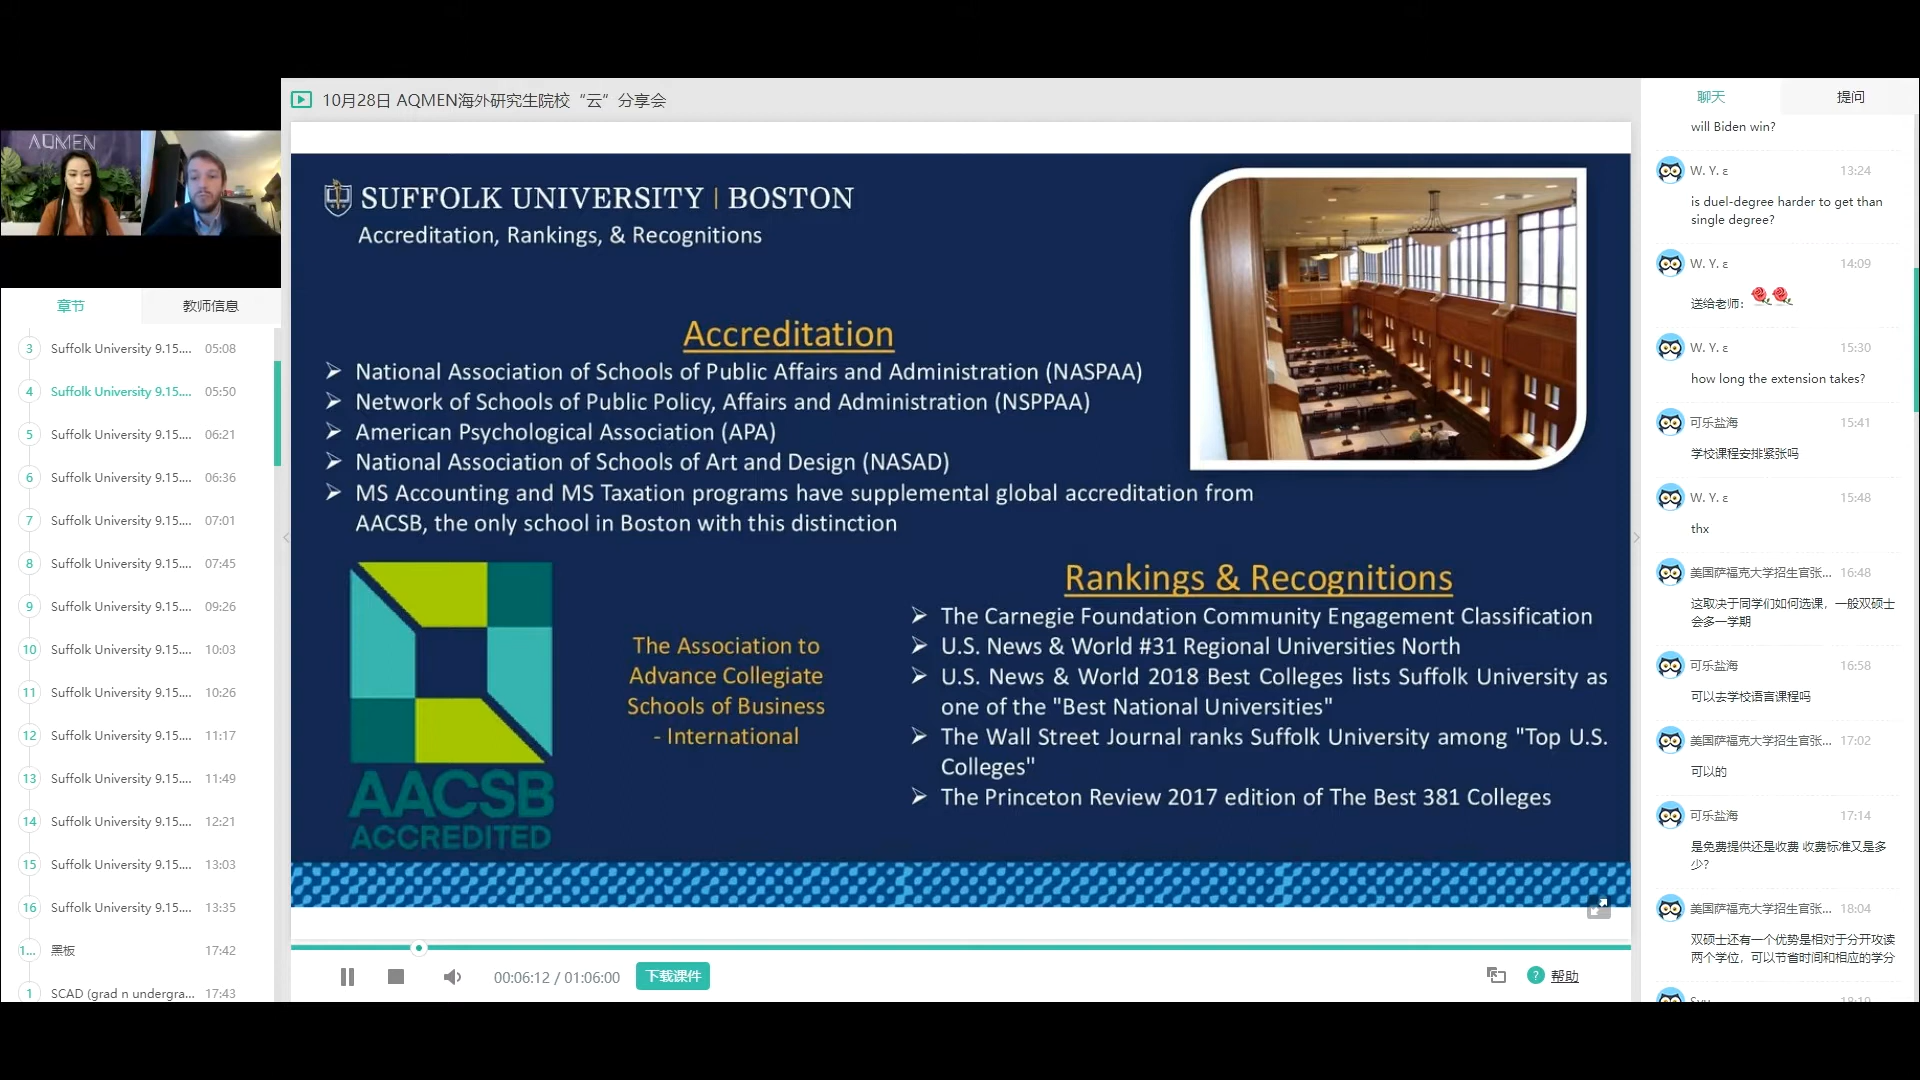 AQMEN
章节
教师信息
3 Suffolk University 9.15.... 05:08
4 Suffolk University 9.15.... 05:50
5 Suffolk University 9.15.... 06:21
6 Suffolk University 9.15.... 06:36
7 Suffolk University 9.15.... 07:01
8 Suffolk University 9.15.... 07:45
9 Suffolk University 9.15.... 09:26
10 Suffolk University 9.15.... 10:03
11 Suffolk University 9.15.... 10:26
12 Suffolk University 9.15.... 11:17
13 Suffolk University 9.15.... 11:49
14 Suffolk University 9.15.... 12:21
15 Suffolk University 9.15.... 13:03
16 Suffolk University 9.15.... 13:35
1... 黑板 17:42
1 SCAD (grad n undergra... 17:43
10月28日 AQMEN海外研究生院校“云”分享会
SUFFOLK UNIVERSITY | BOSTON
Accreditation, Rankings, & Recognitions
Accreditation
➢ National Association of Schools of Public Affairs and Administration (NASPAA)
➢ Network of Schools of Public Policy, Affairs and Administration (NSPPAA)
➢ American Psychological Association (APA)
➢ National Association of Schools of Art and Design (NASAD)
➢ MS Accounting and MS Taxation programs have supplemental global accreditation from
AACSB, the only school in Boston with this distinction
AACSB
ACCREDITED
The Association to
Advance Collegiate
Schools of Business
- International
Rankings & Recognitions
➢ The Carnegie Foundation Community Engagement Classification
➢ U.S. News & World #31 Regional Universities North
➢ U.S. News & World 2018 Best Colleges lists Suffolk University as
one of the "Best National Universities"
➢ The Wall Street Journal ranks Suffolk University among "Top U.S.
Colleges"
➢ The Princeton Review 2017 edition of The Best 381 Colleges
00:06:12 / 01:06:00
下载课件
? 帮助
聊天
提问
will Biden win?
W. Y. ε 13:24
is duel-degree harder to get than
single degree?
W. Y. ε 14:09
送给老师：
W. Y. ε 15:30
how long the extension takes?
可乐盐海 15:41
学校课程安排紧张吗
W. Y. ε 15:48
thx
美国萨福克大学招生官张... 16:48
这取决于同学们如何选课，一般双硕士
会多一学期
可乐盐海 16:58
可以去学校语言课程吗
美国萨福克大学招生官张... 17:02
可以的
可乐盐海 17:14
是免费提供还是收费 收费标准又是多
少？
美国萨福克大学招生官张... 18:04
双硕士还有一个优势是相对于分开攻读
两个学位，可以节省时间和相应的学分